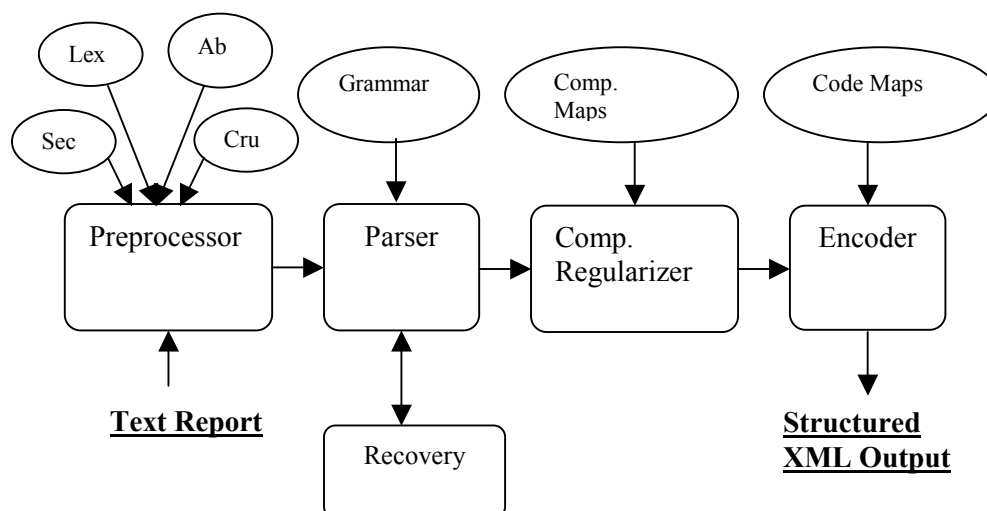 Lex
Ab
Grammar
Comp.
Maps
Code Maps
Sec
Cru
Preprocessor
Parser
Comp.
Regularizer
Encoder
Text Report
Recovery
Structured
XML Output